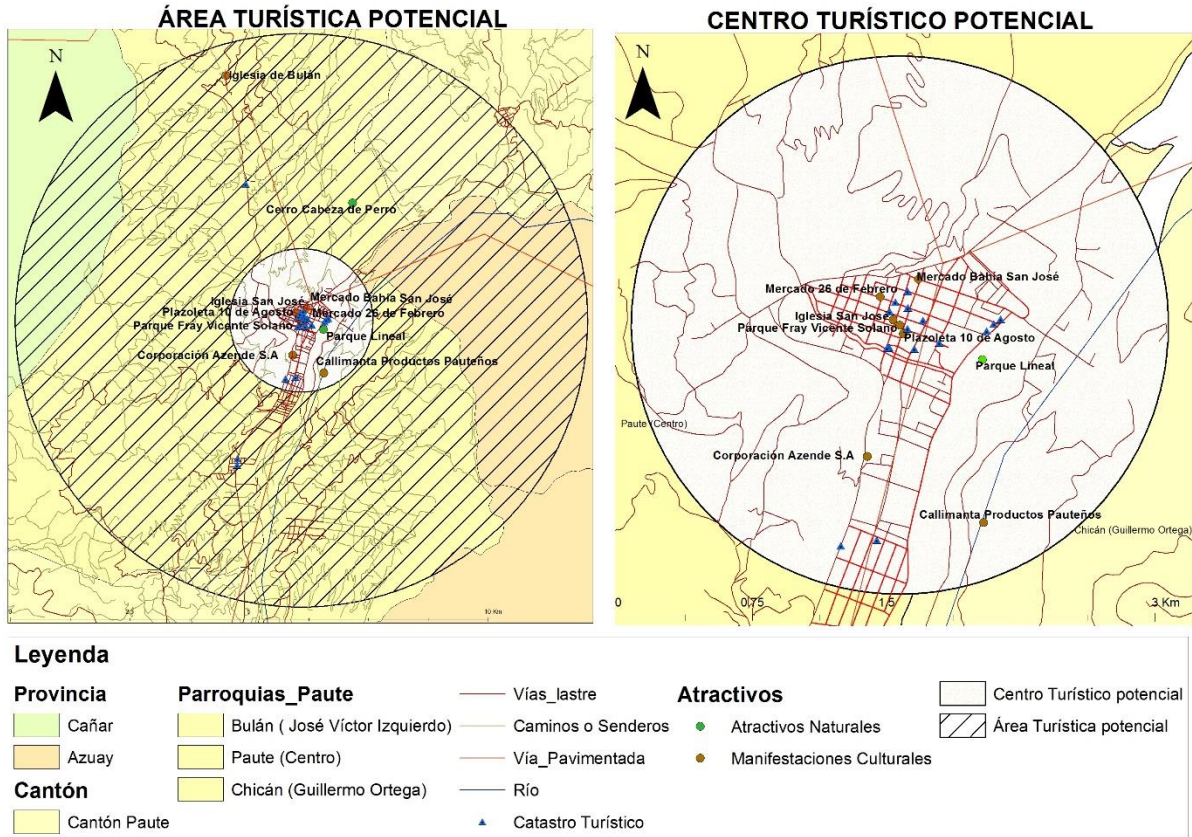 ÁREA TURÍSTICA POTENCIAL
N
Iglesia de Bulán
Cerro Cabeza de Perro
Iglesia San José
Mercado Bahía San José
Plazoleta 10 de Agosto
Mercado 26 de Febrero
Parque Fray Vicente Solano
Parque Lineal
Corporación Azende S.A
Callimanta Productos Pauteños
10 Km
CENTRO TURÍSTICO POTENCIAL
N
Mercado Bahía San José
Mercado 26 de Febrero
Iglesia San José
Parque Fray Vicente Solano
Plazoleta 10 de Agosto
Parque Lineal
Paute (Centro)
Corporación Azende S.A
Callimanta Productos Pauteños
Chicán (Guillermo Ortega)
0 0.75 1.5 3 Km
Leyenda
Provincia
Cañar
Azuay
Cantón
Cantón Paute
Parroquias_Paute
Bulán ( José Víctor Izquierdo)
Paute (Centro)
Chicán (Guillermo Ortega)
Vías_lastre
Caminos o Senderos
Vía_Pavimentada
Río
Catastro Turístico
Atractivos
Atractivos Naturales
Manifestaciones Culturales
Centro Turístico potencial
Área Turística potencial